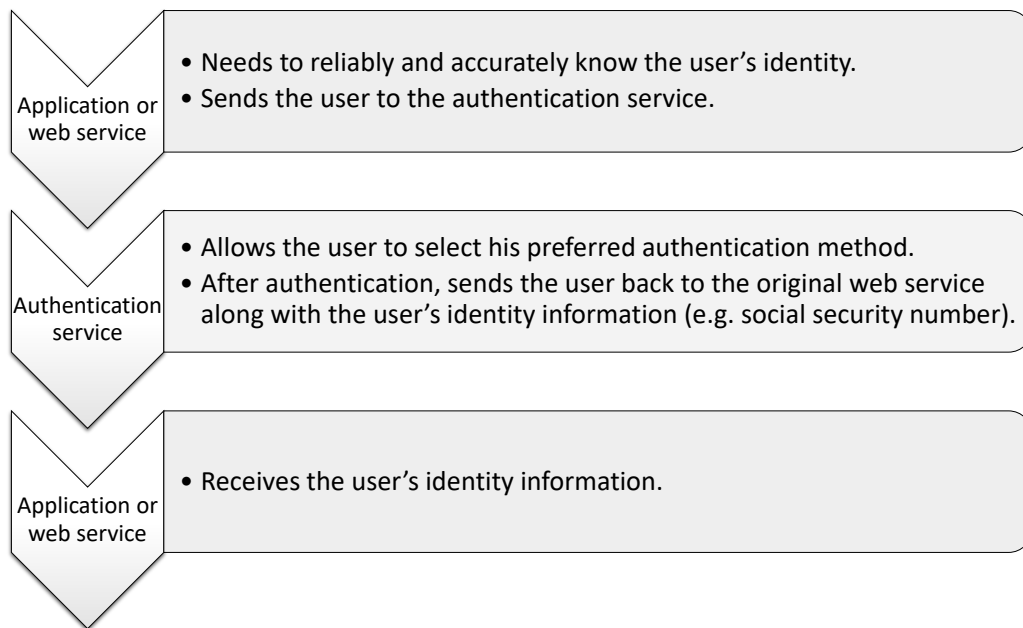 Application or
web service
• Needs to reliably and accurately know the user’s identity.
• Sends the user to the authentication service.
Authentication
service
• Allows the user to select his preferred authentication method.
• After authentication, sends the user back to the original web service
along with the user’s identity information (e.g. social security number).
Application or
web service
• Receives the user’s identity information.